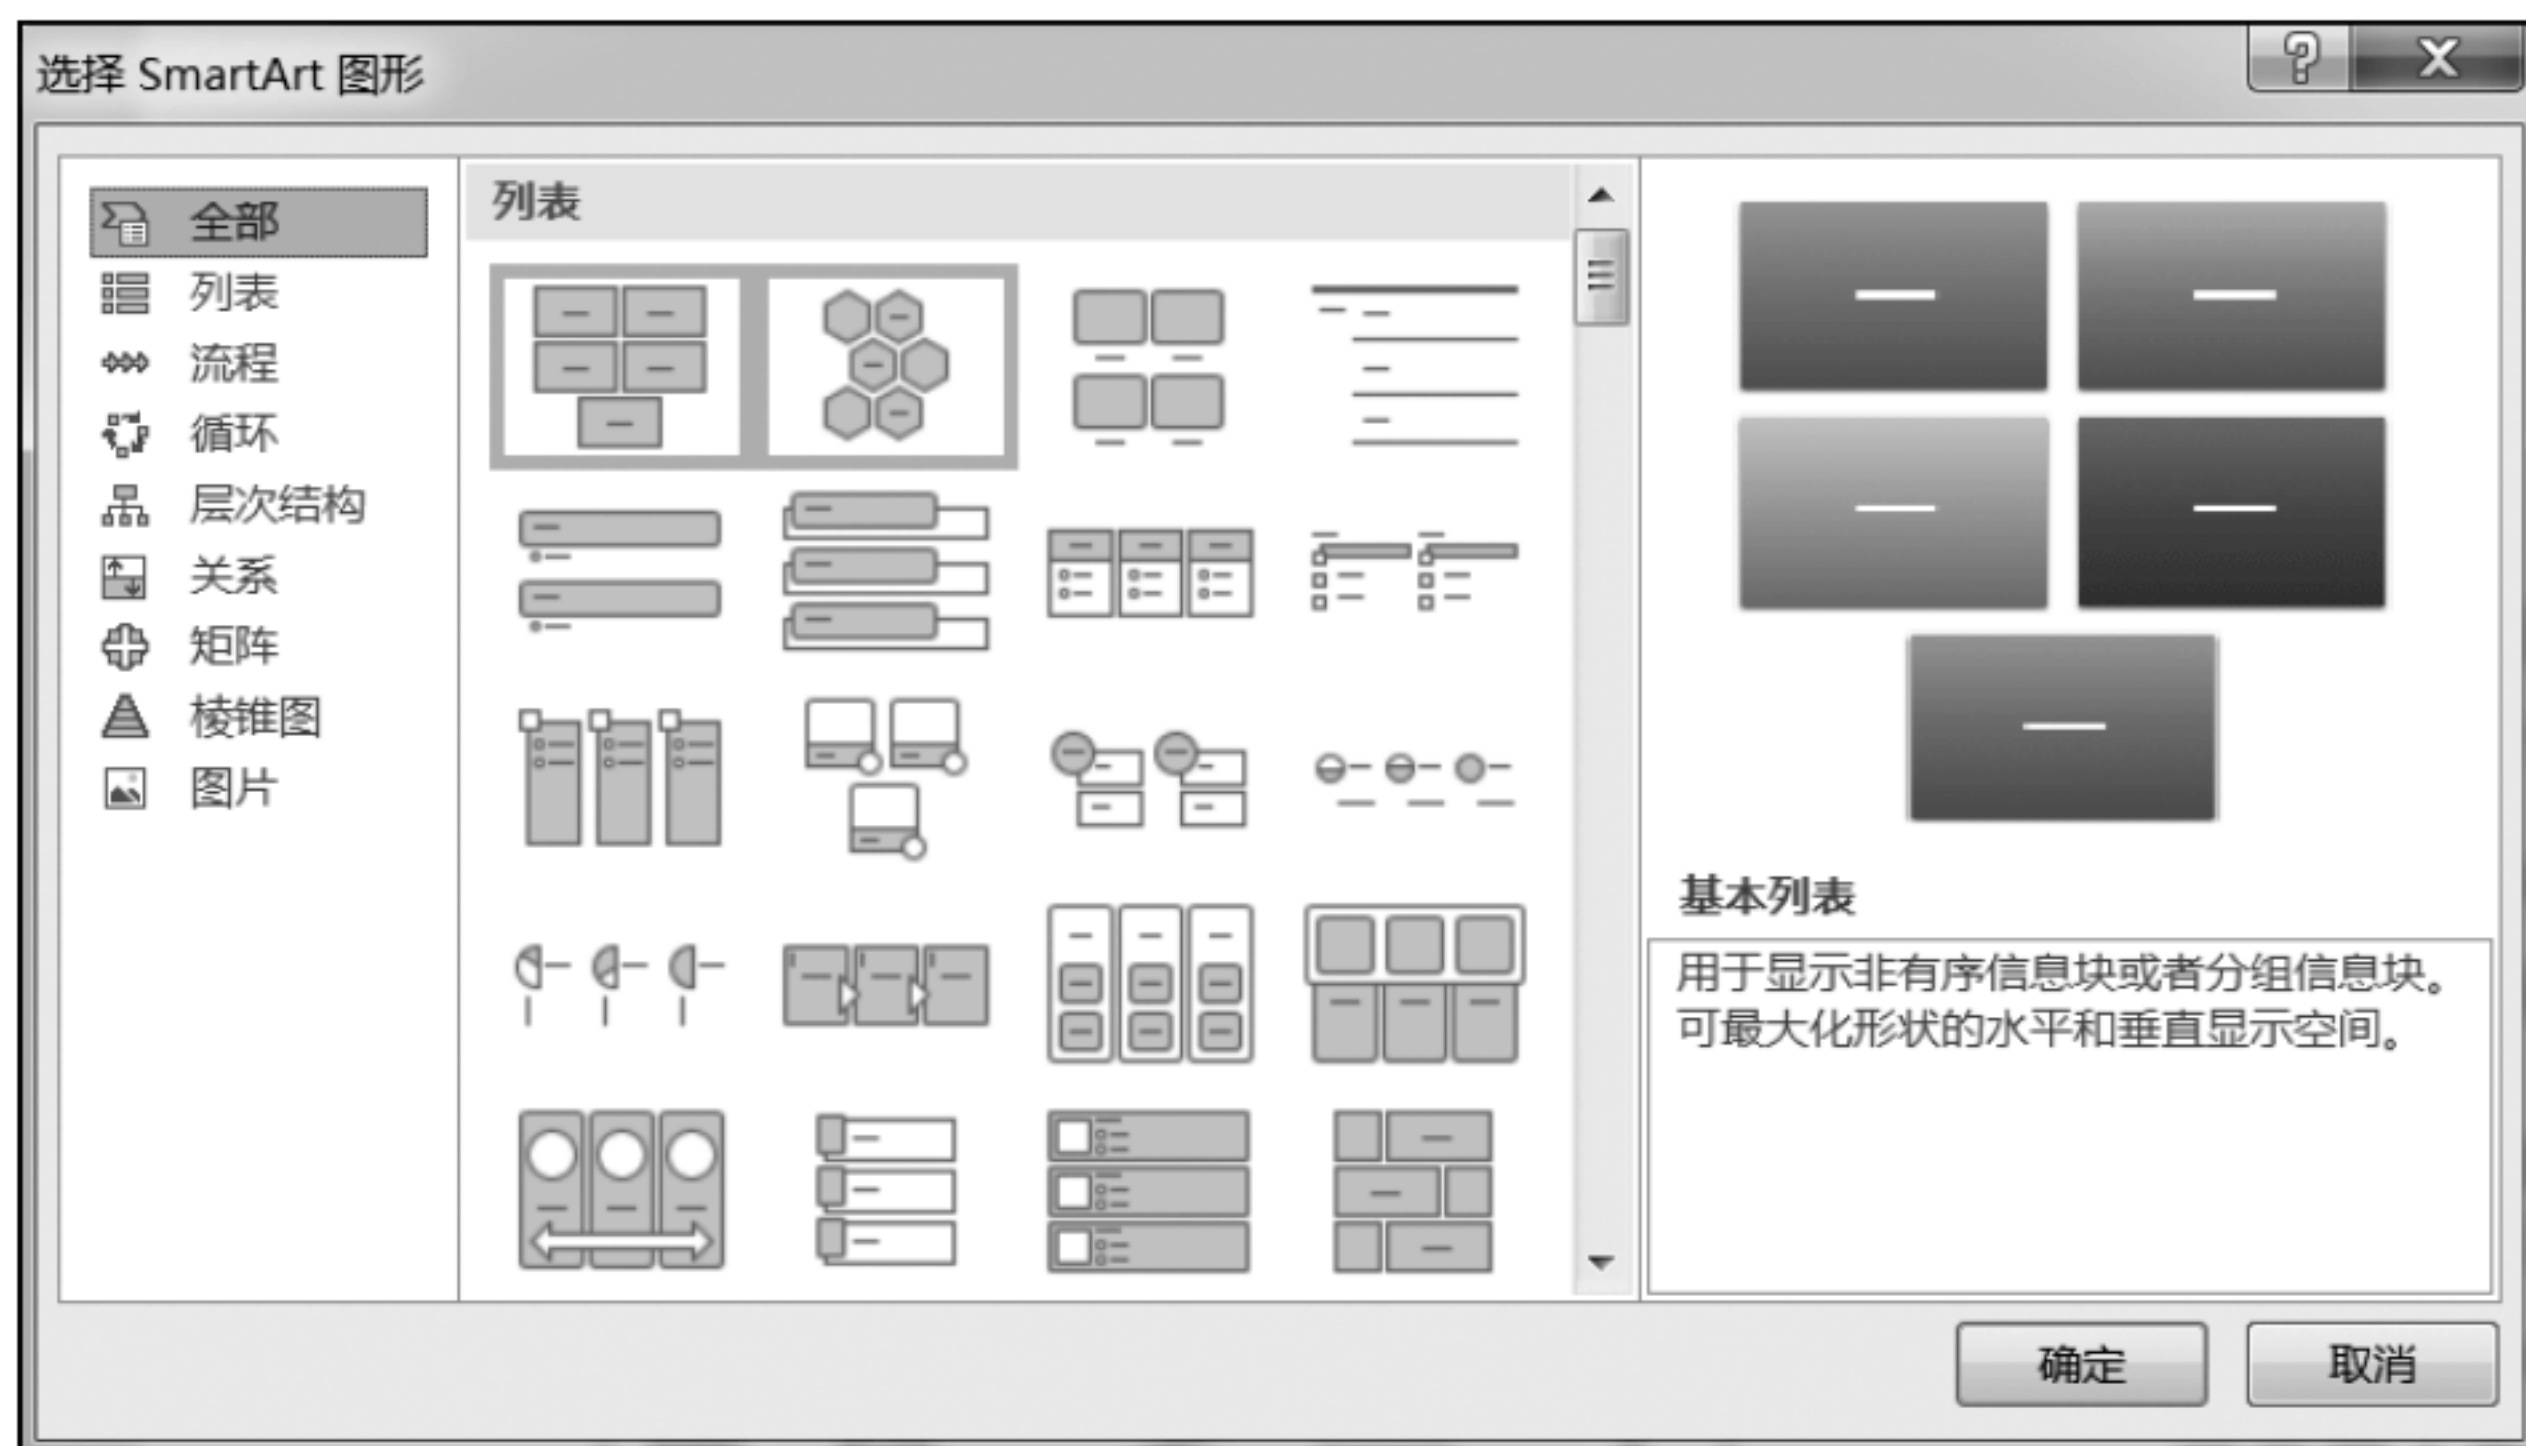 选择 SmartArt 图形
全部
列表
流程
循环
层次结构
关系
矩阵
棱锥图
图片
列表
基本列表
用于显示非有序信息块或者分组信息块。
可最大化形状的水平和垂直显示空间。
确定
取消